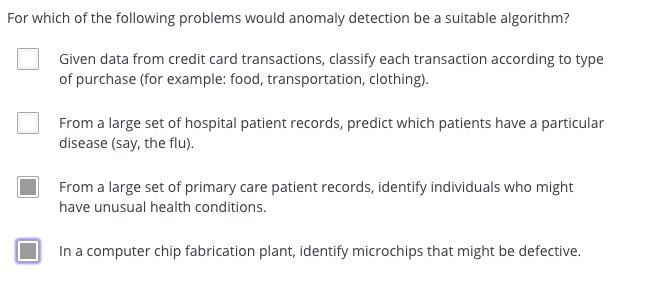 For which of the following problems would anomaly detection be a suitable algorithm?
Given data from credit card transactions, classify each transaction according to type
of purchase (for example: food, transportation, clothing).
From a large set of hospital patient records, predict which patients have a particular
disease (say, the flu).
From a large set of primary care patient records, identify individuals who might
have unusual health conditions.
In a computer chip fabrication plant, identify microchips that might be defective.